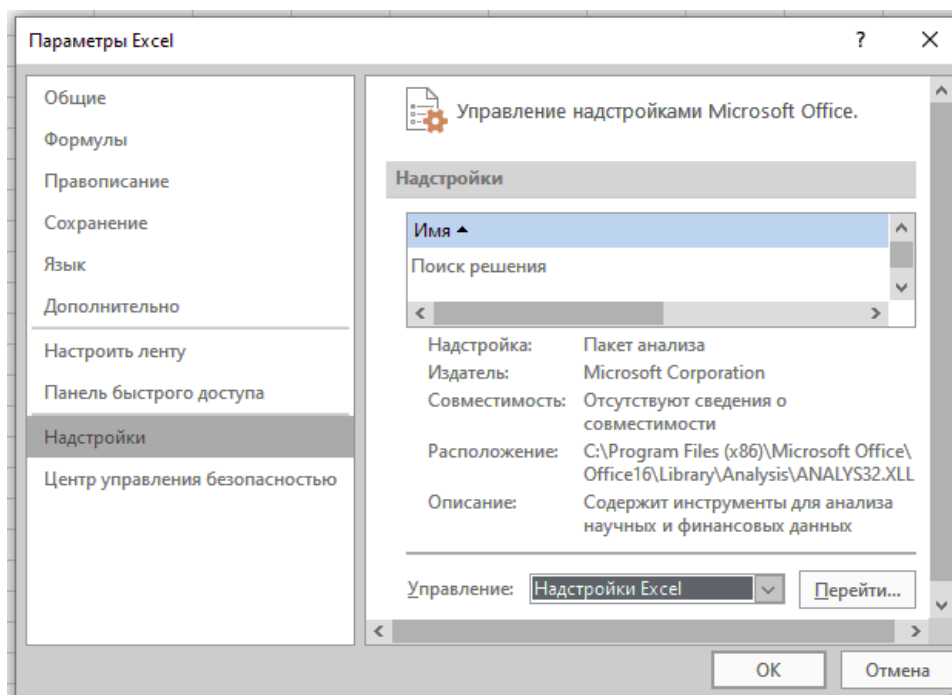 Параметры Excel
?
Общие
Формулы
Правописание
Сохранение
Язык
Дополнительно
Настроить ленту
Панель быстрого доступа
Надстройки
Центр управления безопасностью
Управление надстройками Microsoft Office.
Надстройки
Имя
Поиск решения
Надстройка: Пакет анализа
Издатель: Microsoft Corporation
Совместимость: Отсутствуют сведения о
совместимости
Расположение: C:\Program Files (x86)\Microsoft Office\
Office16\Library\Analysis\ANALYS32.XLL
Описание: Содержит инструменты для анализа
научных и финансовых данных
Управление: Надстройки Excel Перейти...
ОК Отмена